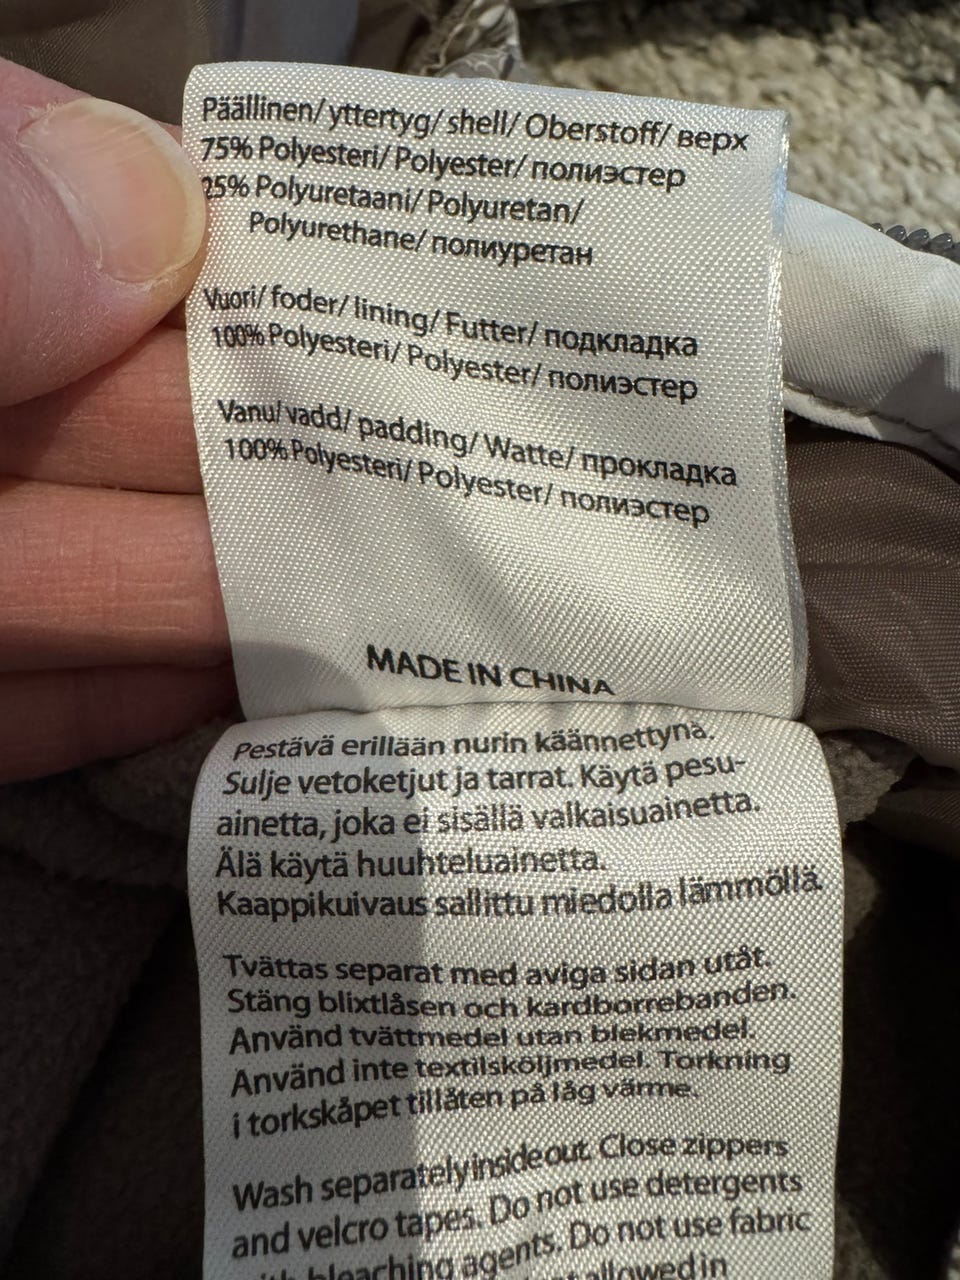 Päällinen/ yttertyg/ shell/ Oberstoff/ верх
75% Polyesteri/ Polyester/ полиэстер
25% Polyuretaani/ Polyuretan/
Polyurethane/ полиуретан
Vuori/ foder/ lining/ Futter/ подкладка
100% Polyesteri/ Polyester/ полиэстер
Vanu/ vadd/ padding/ Watte/ прокладка
100% Polyesteri/ Polyester/ полиэстер
MADE IN CHINA
Pestävä erillään nurin käännettynä.
Sulje vetoketjut ja tarrat. Käytä pesu-
ainetta, joka ei sisällä valkaisuainetta.
Älä käytä huuhteluainetta.
Kaappikuivaus sallittu miedolla lämmöllä.
Tvättas separat med aviga sidan utåt.
Stäng blixtlåsen och kardborrebanden.
Använd tvättmedel utan blekmedel.
Använd inte textilsköljmedel. Torkning
i torkskåpet tillåten på låg värme.
Wash separately inside out. Close zippers
and velcro tapes. Do not use detergents
with bleaching agents. Do not use fabric
allowed in